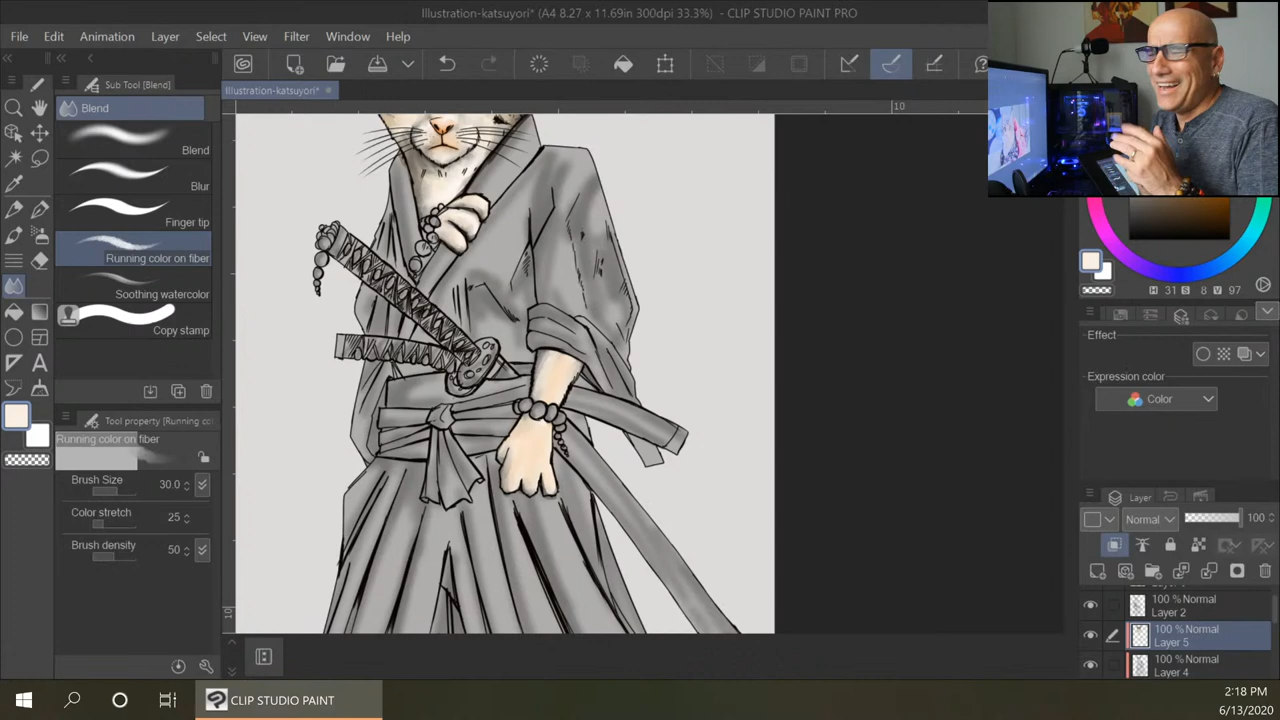 Illustration-katsuyori* (A4 8.27 x 11.69in 300dpi 33.3%) - CLIP STUDIO PAINT PRO
File Edit Animation Layer Select View Filter Window Help
Sub Tool [Blend]
Illustration-katsuyori*
Blend
10
Blend
Blur
Finger tip
Running color on fiber
Soothing watercolor
Copy stamp
H 31 S 8 V 97
Effect
Expression color
Color
Tool property [Running co
Running color on fiber
Brush Size 30.0
Color stretch 25
Brush density 50
Layer
Normal 100
100 % Normal
Layer 2
100 % Normal
Layer 5
100 % Normal
Layer 4
10
CLIP STUDIO PAINT
2:18 PM
6/13/2020